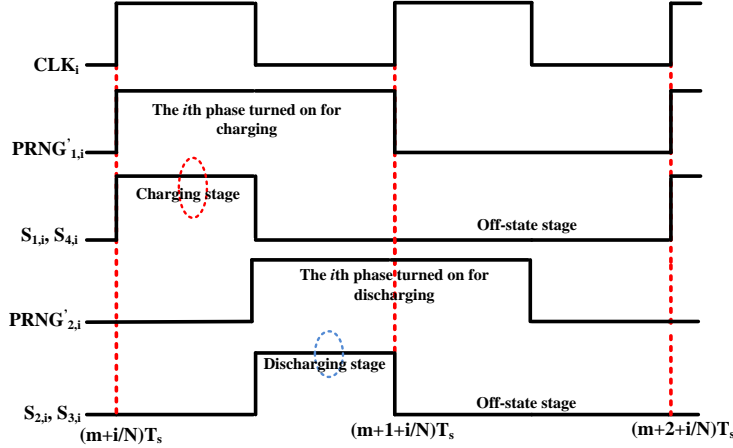 CLKi
The ith phase turned on for
charging
PRNG'1,i
Charging stage
S1,i, S4,i
Off-state stage
The ith phase turned on for
discharging
PRNG'2,i
Discharging stage
S2,i, S3,i
Off-state stage
(m+i/N)Ts
(m+1+i/N)Ts
(m+2+i/N)Ts